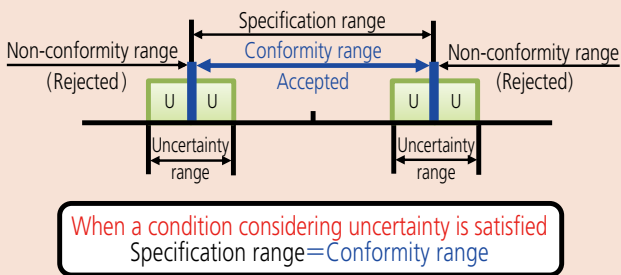 Specification range
Non-conformity range
Conformity range
Non-conformity range
(Rejected)
Accepted
(Rejected)
U U
U U
Uncertainty
range
Uncertainty
range
When a condition considering uncertainty is satisfied
Specification range=Conformity range